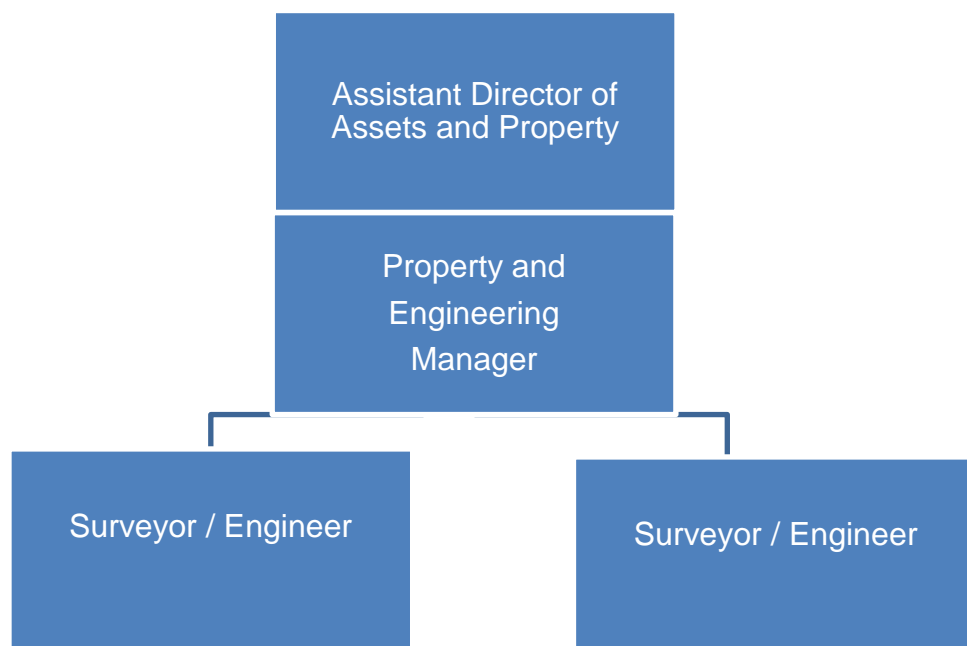 Assistant Director of
Assets and Property
Property and
Engineering
Manager
Surveyor / Engineer
Surveyor / Engineer